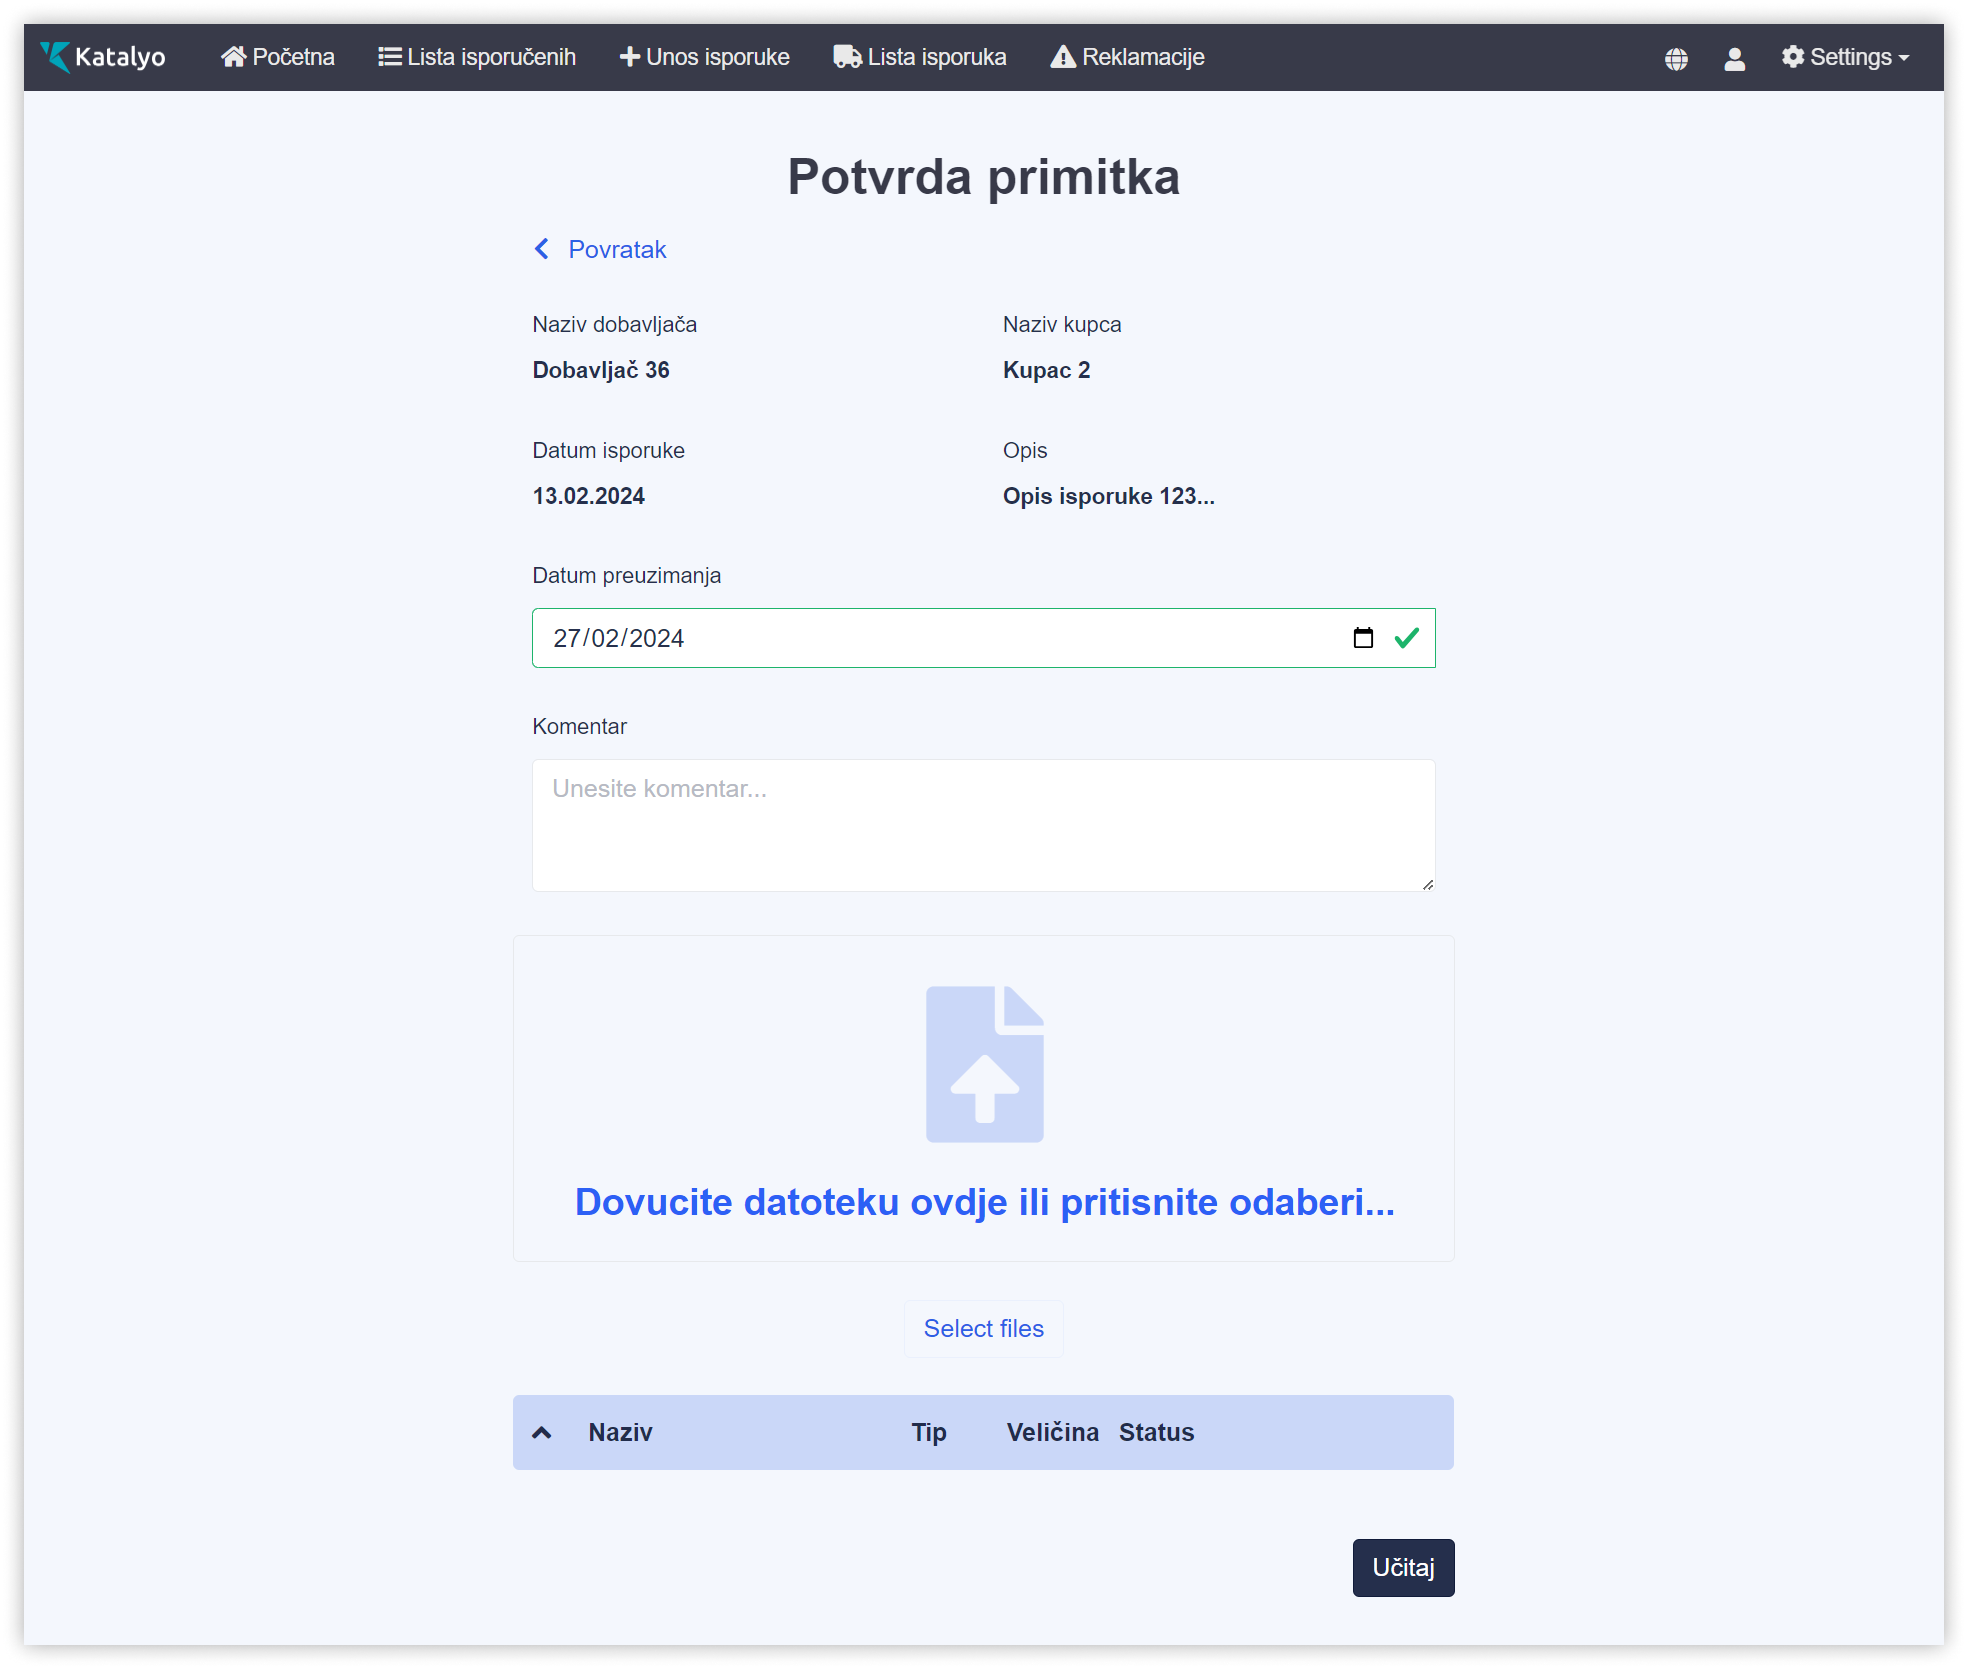 Katalyo Početna Lista isporučenih Unos isporuke Lista isporuka Reklamacije Settings
Potvrda primitka
Povratak
Naziv dobavljača Naziv kupca
Dobavljač 36 Kupac 2
Datum isporuke Opis
13.02.2024 Opis isporuke 123...
Datum preuzimanja
27/02/2024
Komentar
Unesite komentar...
Dovucite datoteku ovdje ili pritisnite odaberi...
Select files
Naziv Tip Veličina Status
Učitaj